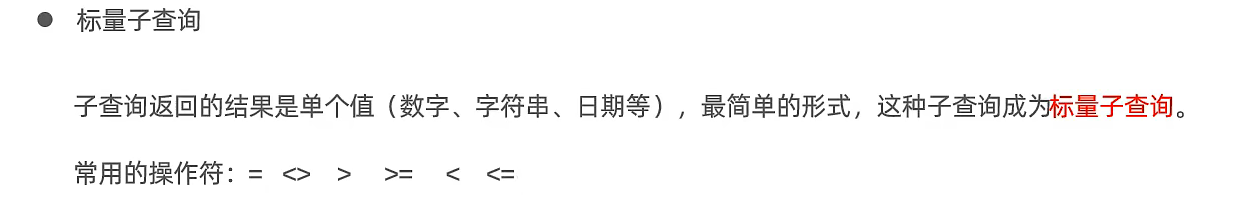 ● 标量子查询
子查询返回的结果是单个值（数字、字符串、日期等），最简单的形式，这种子查询成为标量子查询。
常用的操作符：= <> > >= < <=